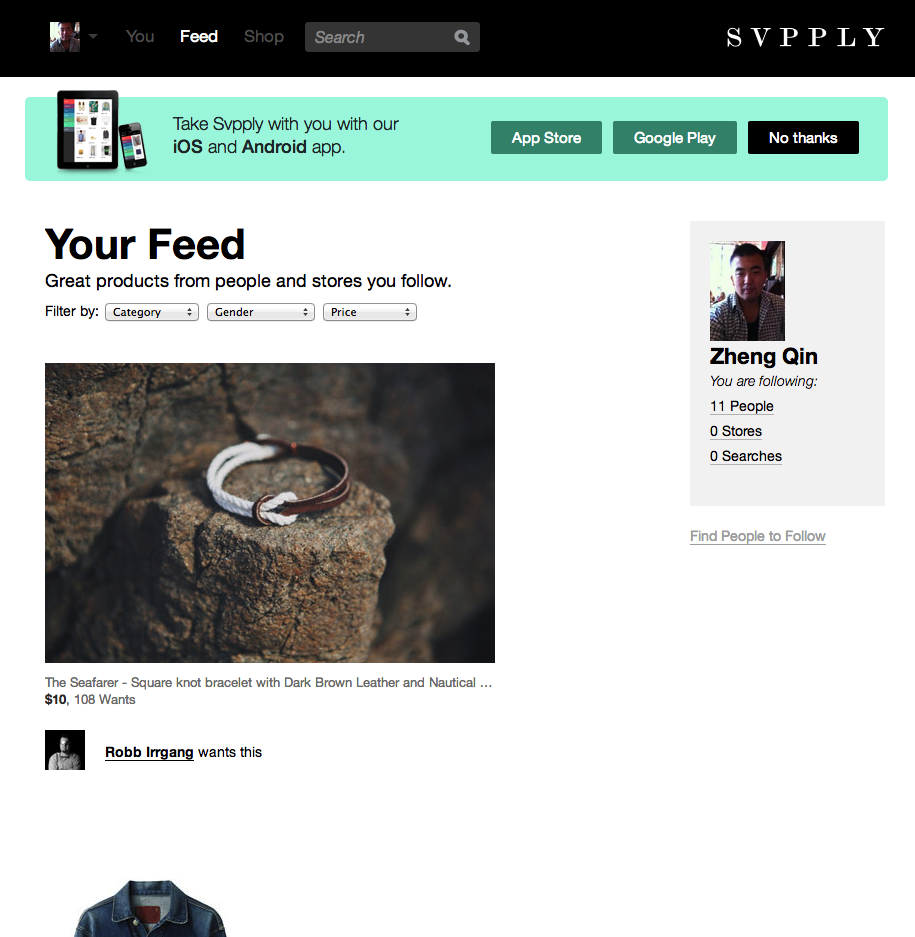 You
Feed
Shop
Search
SVPPLY
Take Svpply with you with our
iOS and Android app.
App Store
Google Play
No thanks
Your Feed
Great products from people and stores you follow.
Filter by:
Category
Gender
Price
Zheng Qin
You are following:
11 People
0 Stores
0 Searches
Find People to Follow
The Seafarer - Square knot bracelet with Dark Brown Leather and Nautical ...
$10, 108 Wants
Robb Irrgang wants this